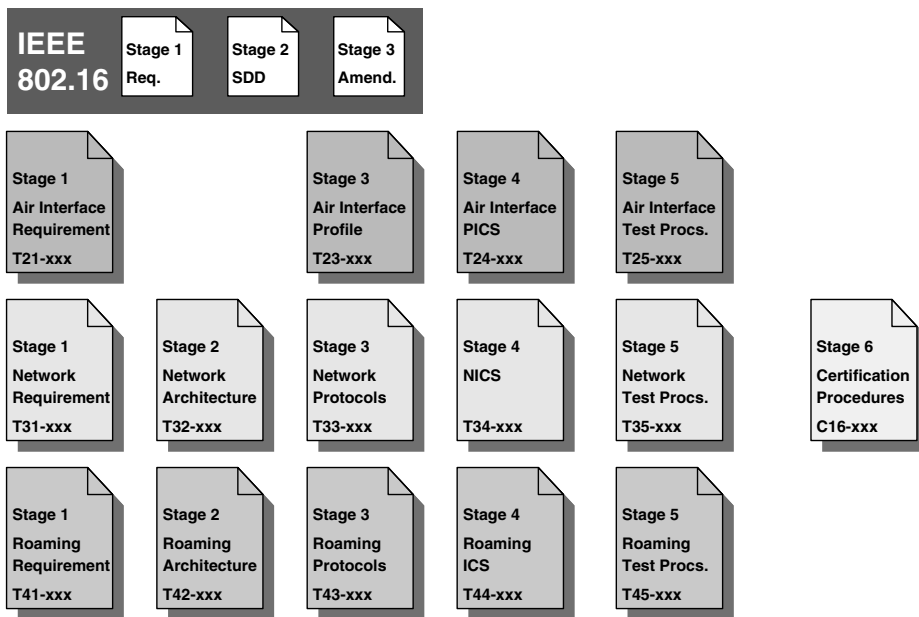 IEEE
802.16
Stage 1
Req.
Stage 2
SDD
Stage 3
Amend.
Stage 1
Air Interface
Requirement
T21-xxx
Stage 3
Air Interface
Profile
T23-xxx
Stage 4
Air Interface
PICS
T24-xxx
Stage 5
Air Interface
Test Procs.
T25-xxx
Stage 1
Network
Requirement
T31-xxx
Stage 2
Network
Architecture
T32-xxx
Stage 3
Network
Protocols
T33-xxx
Stage 4
NICS
T34-xxx
Stage 5
Network
Test Procs.
T35-xxx
Stage 6
Certification
Procedures
C16-xxx
Stage 1
Roaming
Requirement
T41-xxx
Stage 2
Roaming
Architecture
T42-xxx
Stage 3
Roaming
Protocols
T43-xxx
Stage 4
Roaming
ICS
T44-xxx
Stage 5
Roaming
Test Procs.
T45-xxx